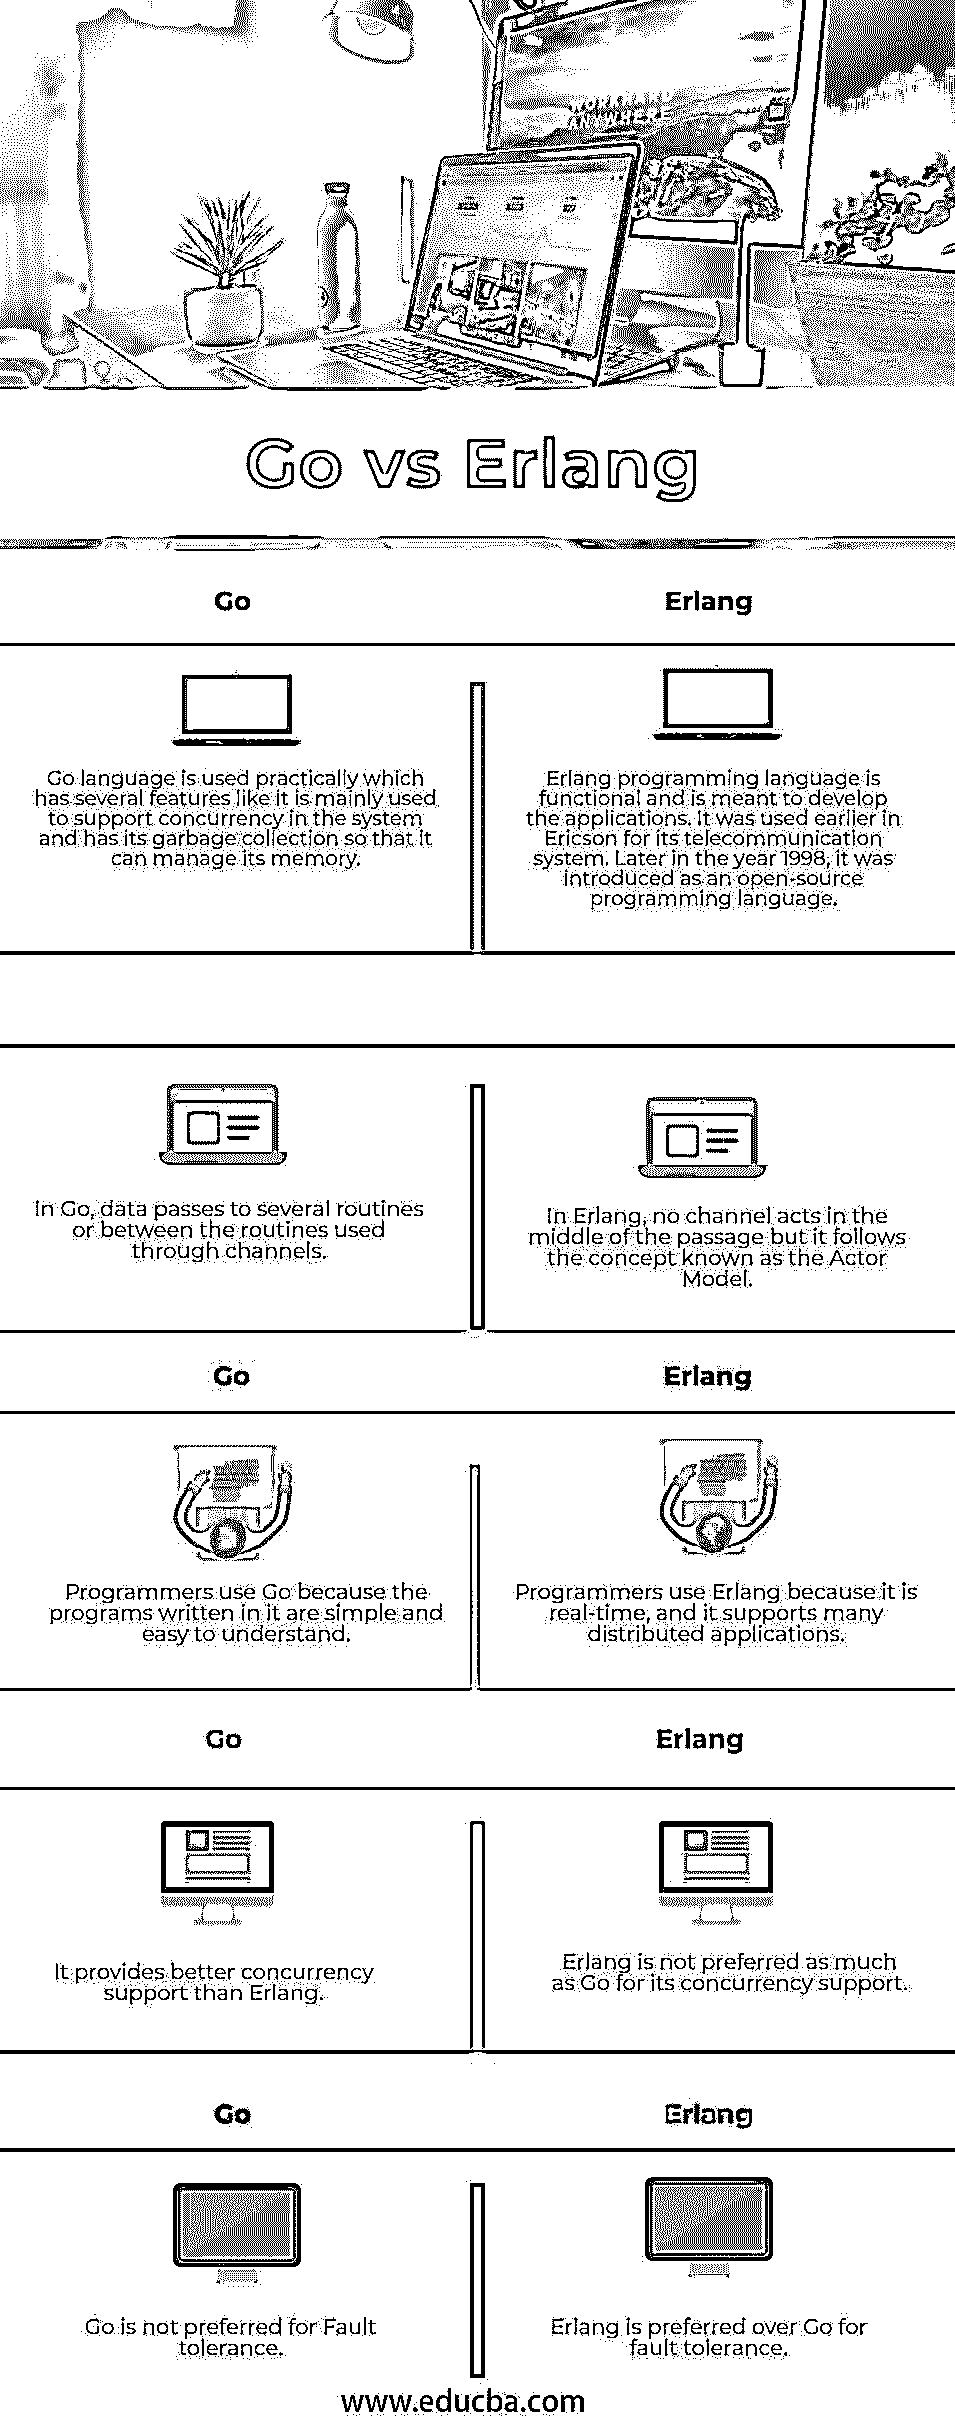 WORK
ANYWHERE
Go vs Erlang
Go
Erlang
Go language is used practically which
has several features like it is mainly used
to support concurrency in the system
and has its garbage collection so that it
can manage its memory.
Erlang programming language is
functional and is meant to develop
the applications. It was used earlier in
Ericson for its telecommunication
system. Later in the year 1998, it was
introduced as an open-source
programming language.
In Go, data passes to several routines
or between the routines used
through channels.
In Erlang, no channel acts in the
middle of the passage but it follows
the concept known as the Actor
Model.
Go
Erlang
Programmers use Go because the
programs written in it are simple and
easy to understand.
Programmers use Erlang because it is
real-time, and it supports many
distributed applications.
Go
Erlang
It provides better concurrency
support than Erlang.
Erlang is not preferred as much
as Go for its concurrency support.
Go
Erlang
Go is not preferred for Fault
tolerance.
Erlang is preferred over Go for
fault tolerance.
www.educba.com